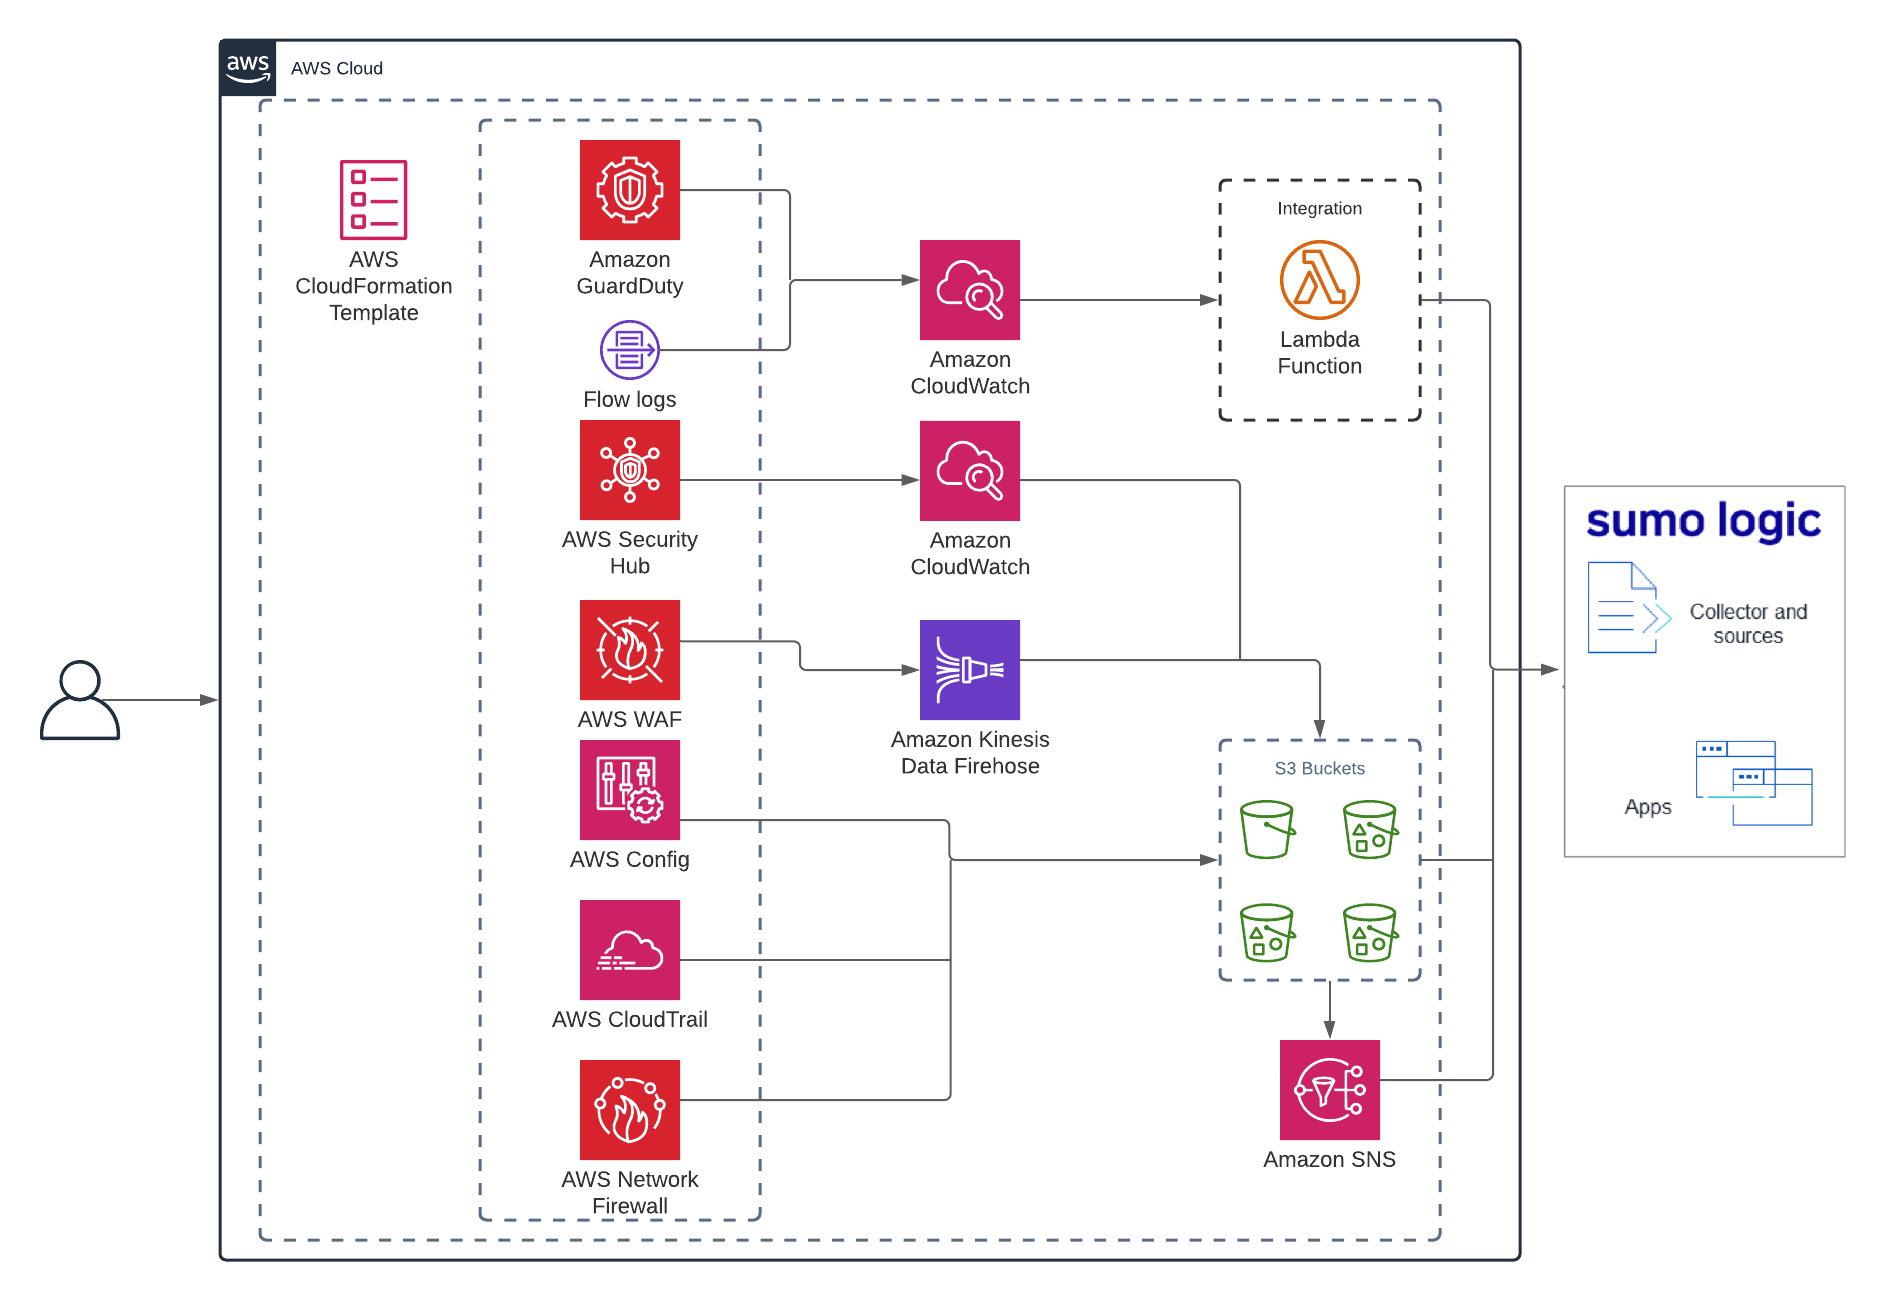 aws
AWS Cloud
AWS
CloudFormation
Template
Amazon
GuardDuty
Flow logs
AWS Security
Hub
AWS WAF
AWS Config
AWS CloudTrail
AWS Network
Firewall
Amazon
CloudWatch
Amazon
CloudWatch
Amazon Kinesis
Data Firehose
Integration
Lambda
Function
S3 Buckets
Amazon SNS
sumo logic
Collector and
sources
Apps